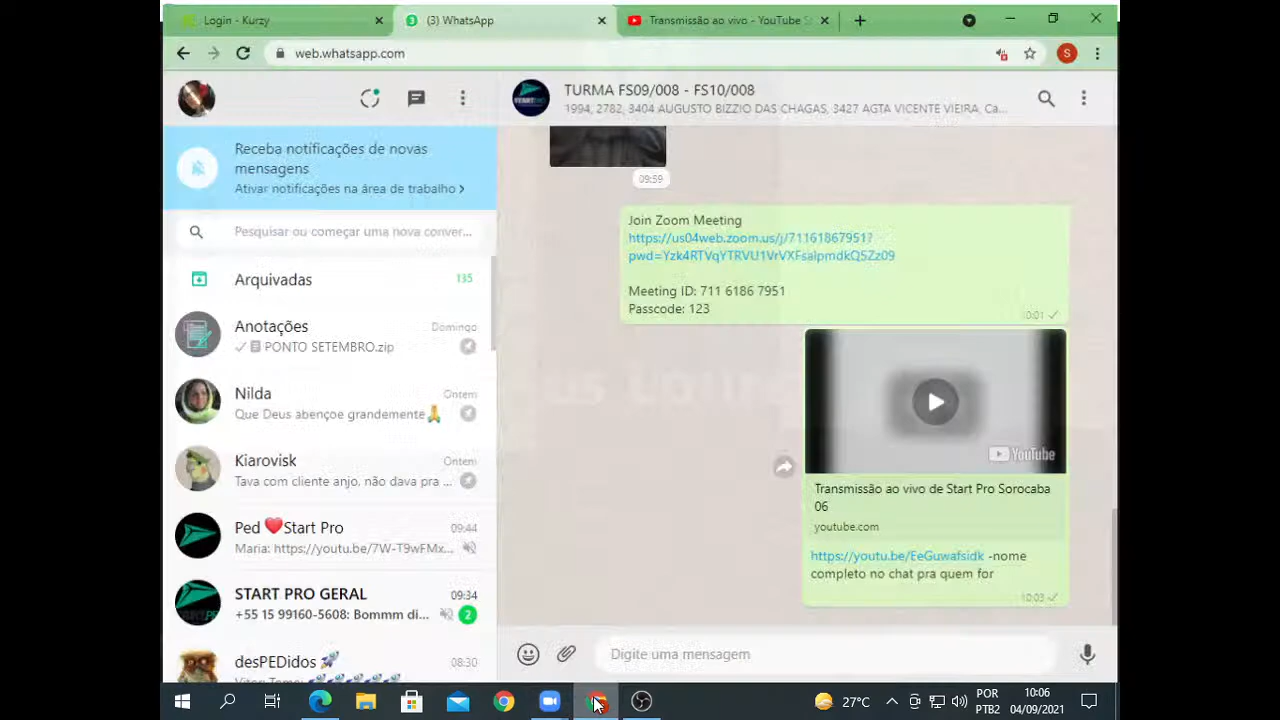 Login - Kurzy
(3) WhatsApp
Transmissão ao vivo - YouTube S
web.whatsapp.com
S
TURMA FS09/008 - FS10/008
1994, 2782, 3404 AUGUSTO BIZZIO DAS CHAGAS, 3427 AGTA VICENTE VIEIRA, Ca...
Receba notificações de novas
mensagens
Ativar notificações na área de trabalho
Pesquisar ou começar uma nova conver...
Arquivadas
135
Anotações
Domingo
PONTO SETEMBRO.zip
Nilda
Ontem
Que Deus abençoe grandemente🙏
Kiarovisk
Ontem
Tava com cliente anjo, não dava pra ...
Ped ❤️Start Pro
09:44
Maria: https://youtu.be/7W-T9wFMx...
START PRO GERAL
09:34
+55 15 99160-5608: Bommm di...
2
desPEDidos 🚀
08:30
09:59
Join Zoom Meeting
https://us04web.zoom.us/j/71161867951?
pwd=Yzk4RTVqYTRVU1VrVXFsalpmdkQ5Zz09
Meeting ID: 711 6186 7951
Passcode: 123
10:01
YouTube
Transmissão ao vivo de Start Pro Sorocaba
06
youtube.com
https://youtu.be/EeGuwafsidk -nome
completo no chat pra quem for
10:03
Digite uma mensagem
27°C
POR
PTB2
10:06
04/09/2021